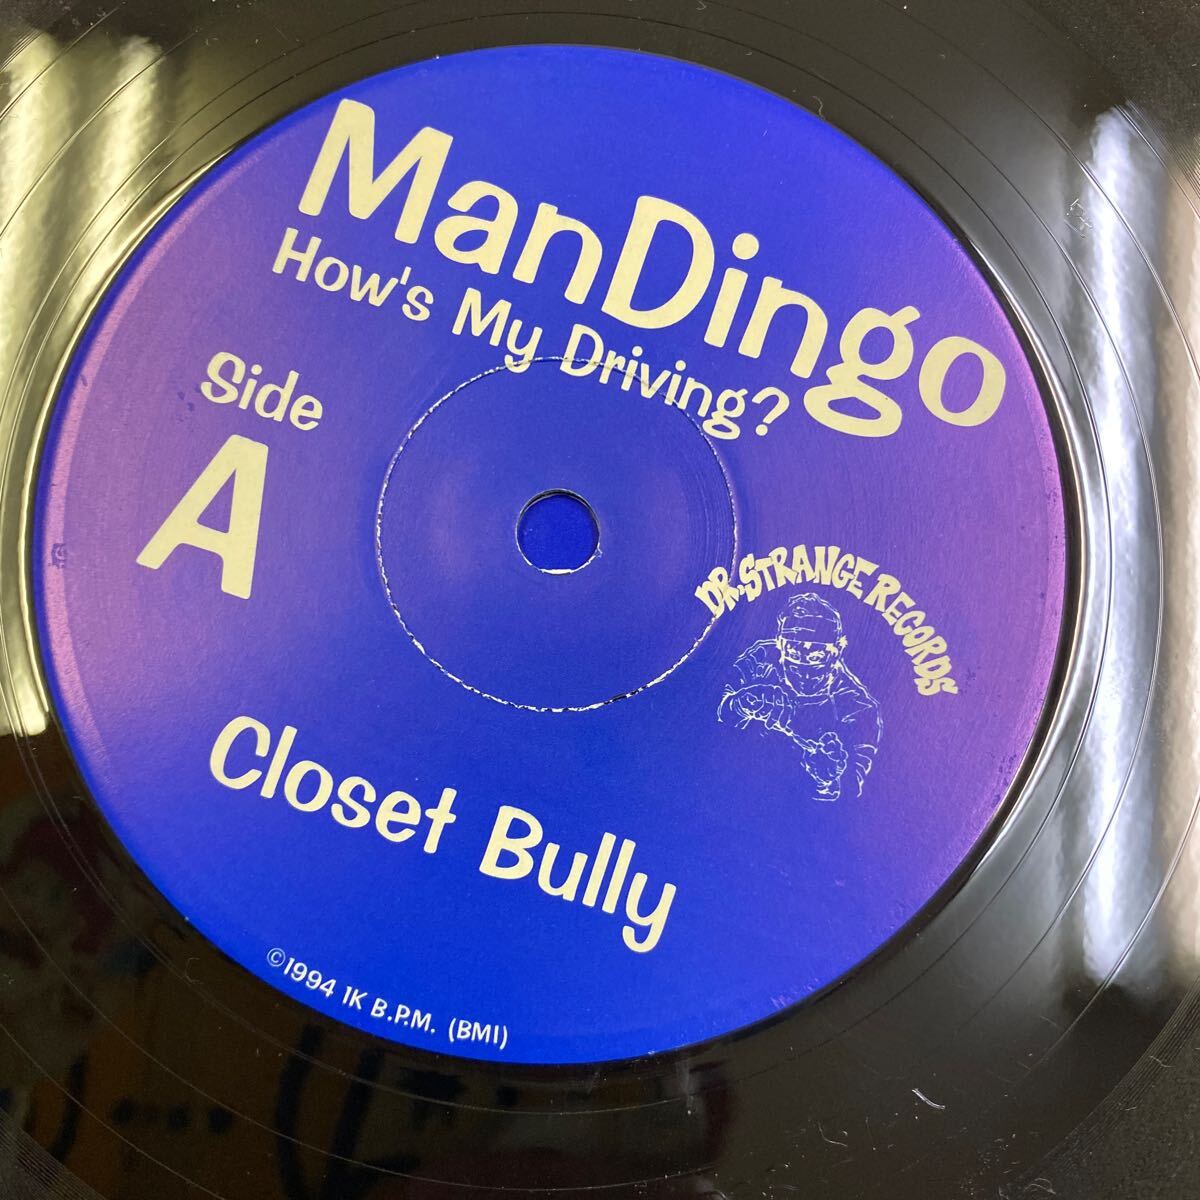 ManDingo
How's My Driving?
Side
A
DR. STRANGE RECORDS
Closet Bully
©1994 IK B.P.M. (BMI)